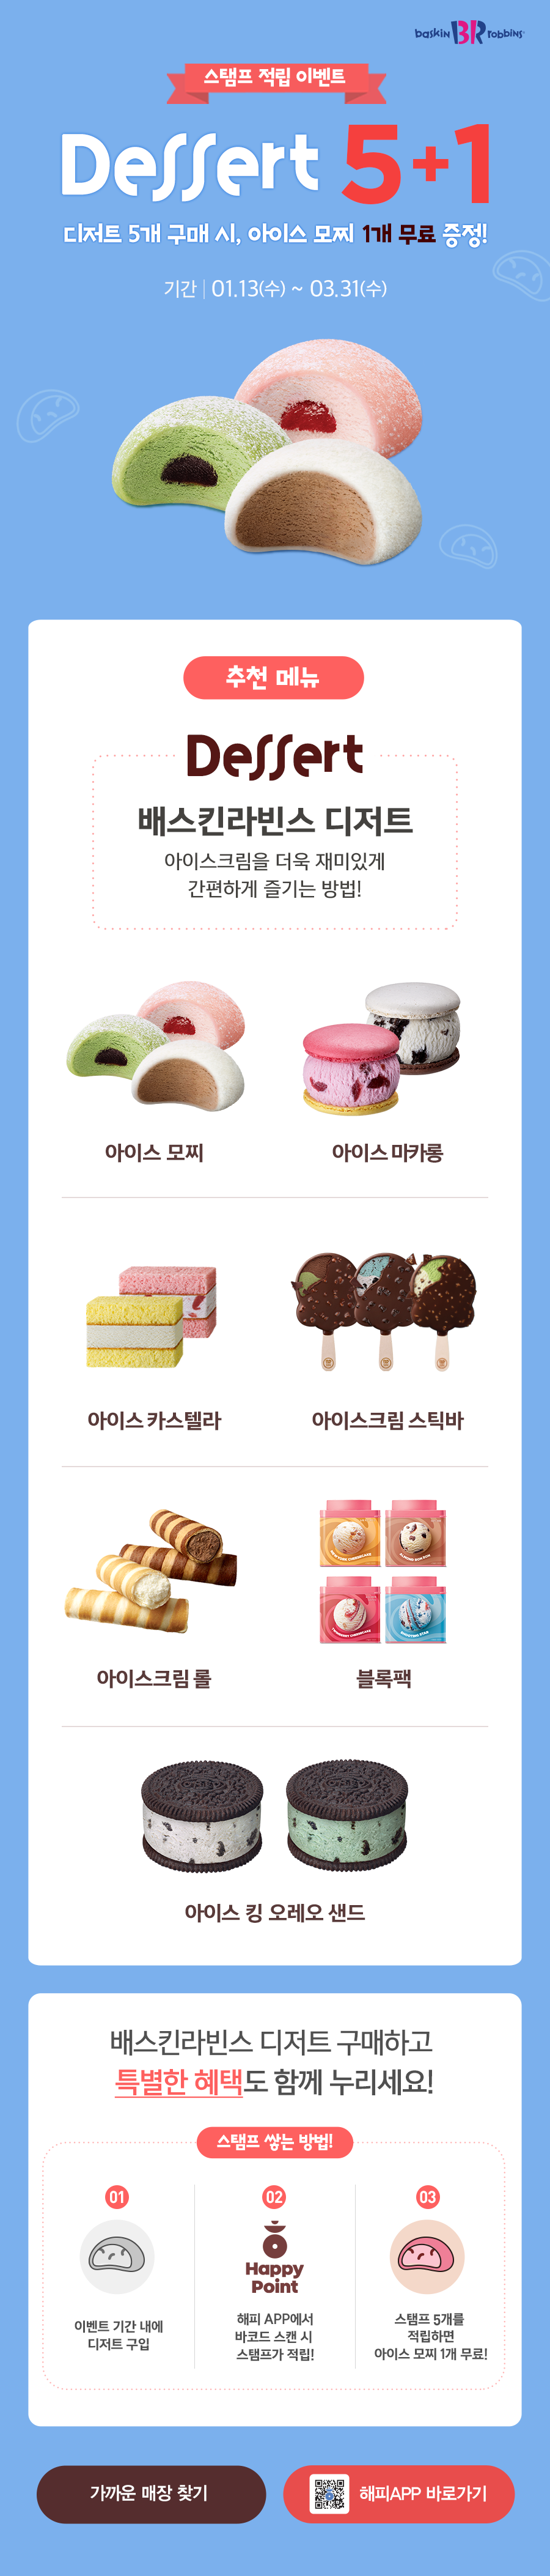 baskin BR robbins
스탬프 적립 이벤트
Dessert 5+1
디저트 5개 구매 시, 아이스 모찌 1개 무료 증정!
기간 | 01.13(수) ~ 03.31(수)
추천 메뉴
Dessert
배스킨라빈스 디저트
아이스크림을 더욱 재미있게
간편하게 즐기는 방법!
아이스 모찌
아이스 마카롱
아이스 카스텔라
아이스크림 스틱바
아이스크림 롤
블록팩
아이스 킹 오레오 샌드
배스킨라빈스 디저트 구매하고
특별한 혜택도 함께 누리세요!
스탬프 쌓는 방법!
01
이벤트 기간 내에
디저트 구입
02
Happy
Point
해피 APP에서
바코드 스캔 시
스탬프가 적립!
03
스탬프 5개를
적립하면
아이스 모찌 1개 무료!
가까운 매장 찾기
해피APP 바로가기